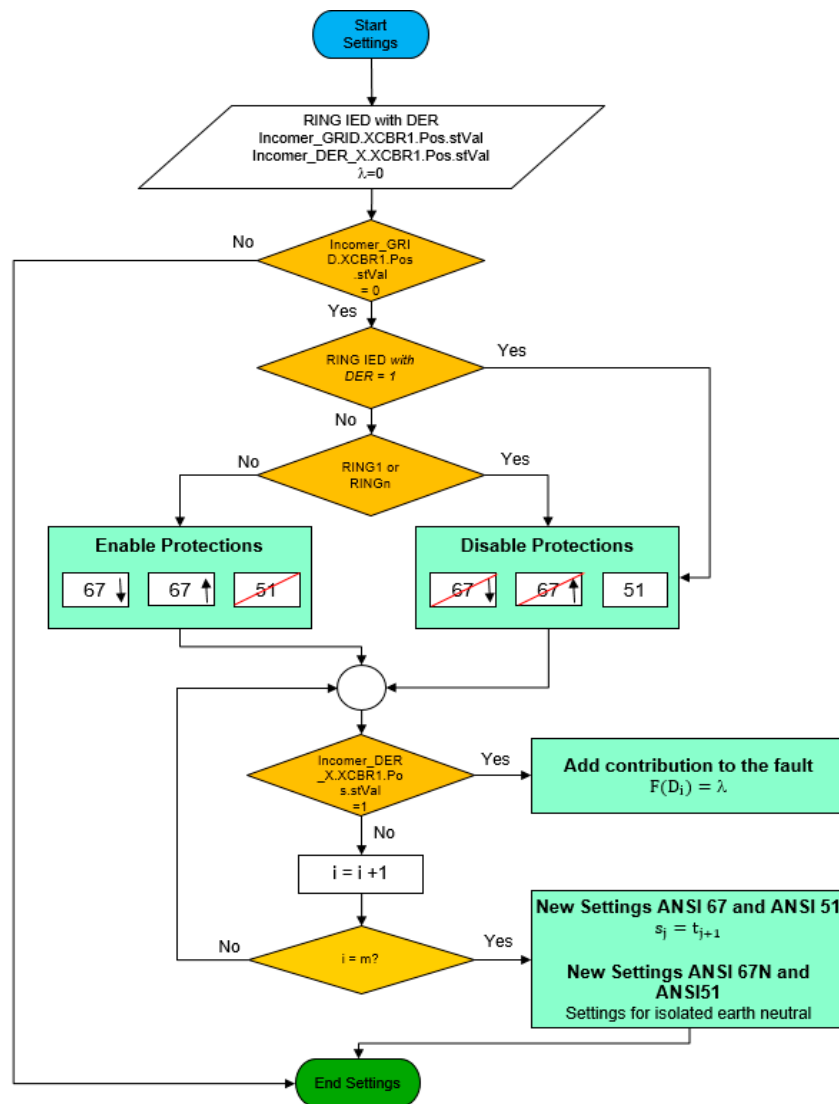 Start
Settings
RING IED with DER
Incomer_GRID.XCBR1.Pos.stVal
Incomer_DER_X.XCBR1.Pos.stVal
λ=0
No
Incomer_GRI
D.XCBR1.Pos
.stVal
= 0
Yes
RING IED with
DER = 1
Yes
No
No
RING1 or
RINGn
Yes
Enable Protections
67
67
51
Disable Protections
67
67
51
Incomer_DER
_X.XCBR1.Po
s.stVal
=1
Yes
Add contribution to the fault
F(Dᵢ) = λ
No
i = i +1
No
i = m?
Yes
New Settings ANSI 67 and ANSI 51
sⱼ = tⱼ₊₁
New Settings ANSI 67N and
ANSI51
Settings for isolated earth neutral
End Settings